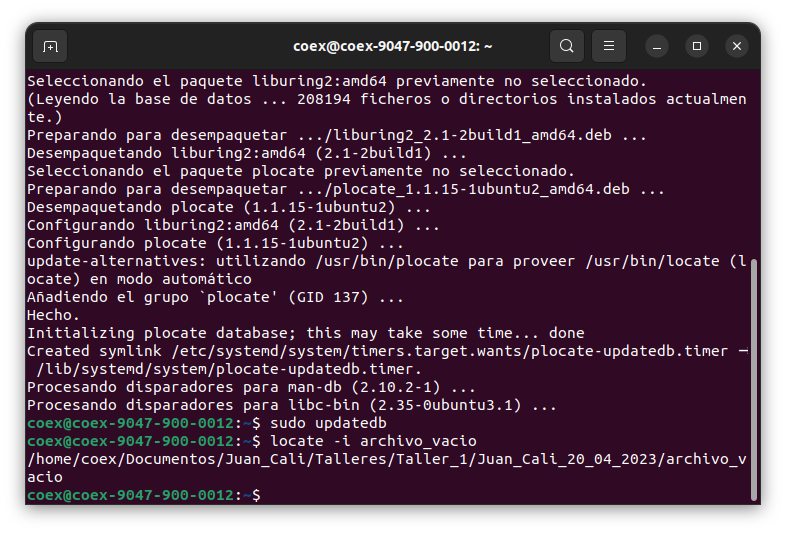 coex@coex-9047-900-0012: ~
Seleccionando el paquete liburing2:amd64 previamente no seleccionado.
(Leyendo la base de datos ... 208194 ficheros o directorios instalados actualmen
te.)
Preparando para desempaquetar .../liburing2_2.1-2build1_amd64.deb ...
Desempaquetando liburing2:amd64 (2.1-2build1) ...
Seleccionando el paquete plocate previamente no seleccionado.
Preparando para desempaquetar .../plocate_1.1.15-1ubuntu2_amd64.deb ...
Desempaquetando plocate (1.1.15-1ubuntu2) ...
Configurando liburing2:amd64 (2.1-2build1) ...
Configurando plocate (1.1.15-1ubuntu2) ...
update-alternatives: utilizando /usr/bin/plocate para proveer /usr/bin/locate (l
ocate) en modo automático
Añadiendo el grupo `plocate' (GID 137) ...
Hecho.
Initializing plocate database; this may take some time... done
Created symlink /etc/systemd/system/timers.target.wants/plocate-updatedb.timer →
 /lib/systemd/system/plocate-updatedb.timer.
Procesando disparadores para man-db (2.10.2-1) ...
Procesando disparadores para libc-bin (2.35-0ubuntu3.1) ...
coex@coex-9047-900-0012:~$ sudo updatedb
coex@coex-9047-900-0012:~$ locate -i archivo_vacio
/home/coex/Documentos/Juan_Cali/Talleres/Taller_1/Juan_Cali_20_04_2023/archivo_v
acio
coex@coex-9047-900-0012:~$